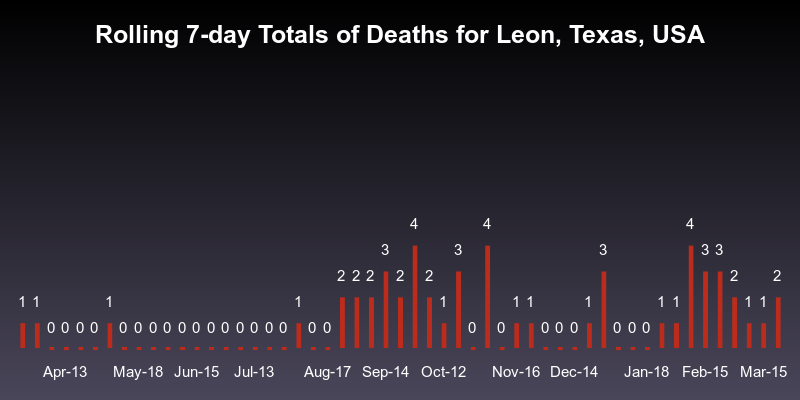 Rolling 7-day Totals of Deaths for Leon, Texas, USA
4 4 4
3 3 3 3 3
2 2 2 2 2 2 2
1 1 1 1 1 1 1 1 1 1 1 1
0 0 0 0 0 0 0 0 0 0 0 0 0 0 0 0 0 0 0 0 0 0 0 0 0 0
Apr-13 May-18 Jun-15 Jul-13 Aug-17 Sep-14 Oct-12 Nov-16 Dec-14 Jan-18 Feb-15 Mar-15